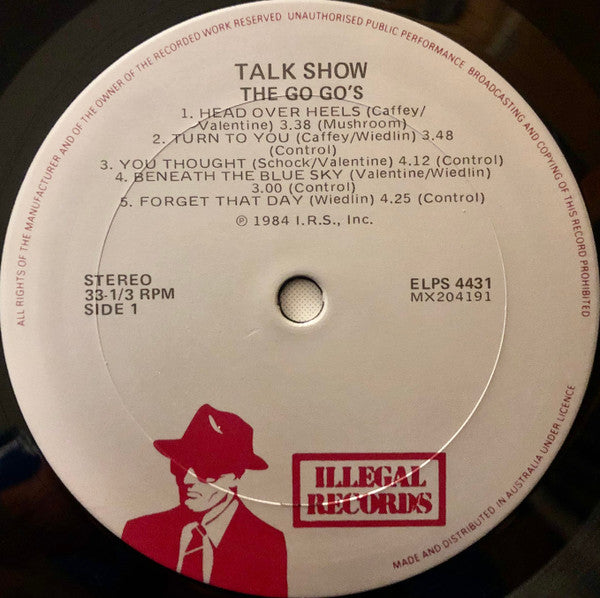 ALL RIGHTS OF THE MANUFACTURER AND OF THE OWNER OF THE RECORDED WORK RESERVED UNAUTHORISED PUBLIC PERFORMANCE, BROADCASTING AND COPYING OF THIS RECORD PROHIBITED
TALK SHOW
THE GO GO'S
1. HEAD OVER HEELS (Caffey/
Valentine) 3.38 (Mushroom)
2. TURN TO YOU (Caffey/Wiedlin) 3.48
(Control)
3. YOU THOUGHT (Schock/Valentine) 4.12 (Control)
4. BENEATH THE BLUE SKY (Valentine/Wiedlin)
3.00 (Control)
5. FORGET THAT DAY (Wiedlin) 4.25 (Control)
℗ 1984 I.R.S., Inc.
STEREO
33-1/3 RPM
SIDE 1
ELPS 4431
MX204191
ILLEGAL
RECORDS
MADE AND DISTRIBUTED IN AUSTRALIA UNDER LICENCE